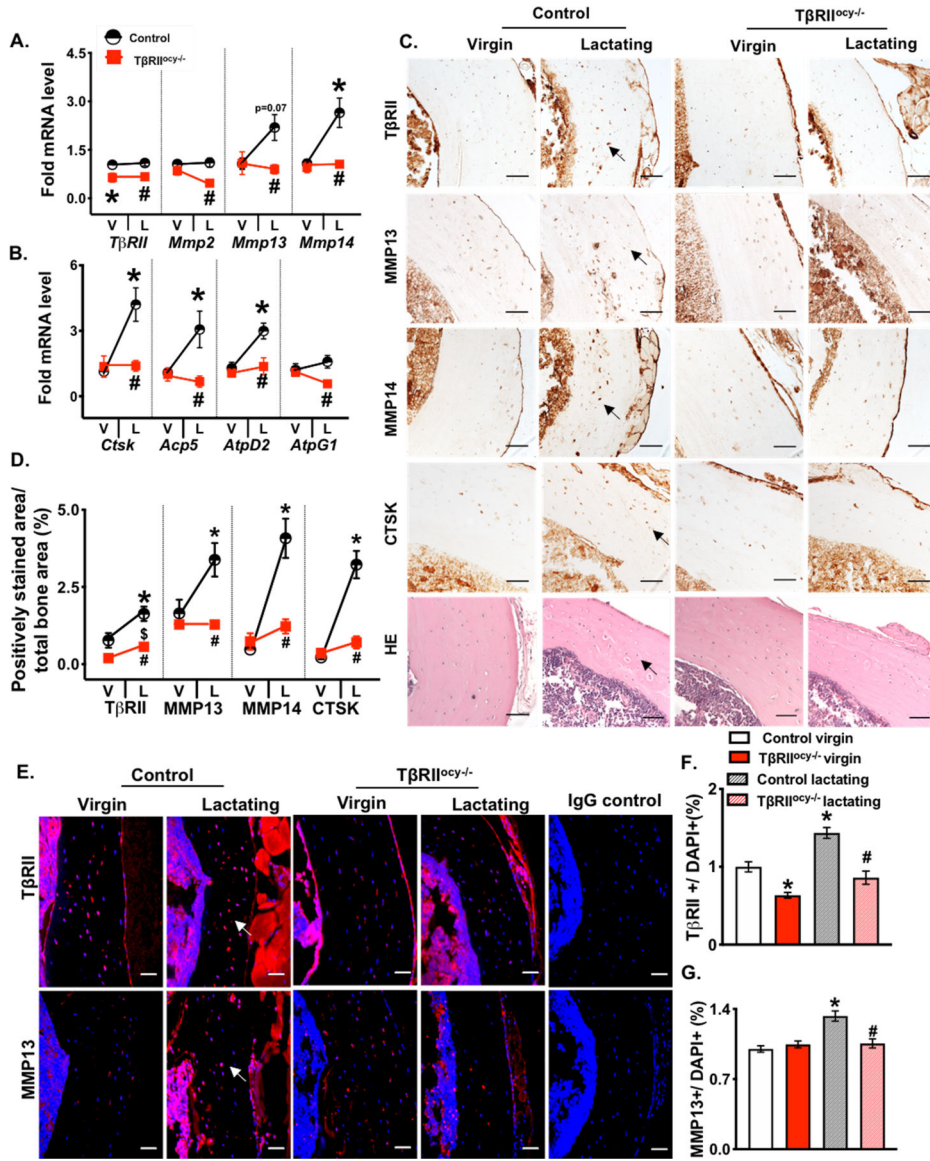 A.
Control
TβRIIocy-/-
Fold mRNA level
4.5
3.0
1.5
0.0
p=0.07
*
*
#
#
#
#
V L V L V L V L
TβRII Mmp2 Mmp13 Mmp14
B.
Fold mRNA level
6
3
0
*
*
*
#
#
#
#
V L V L V L V L
Ctsk Acp5 AtpD2 AtpG1
C.
Control TβRIIocy-/-
Virgin Lactating Virgin Lactating
TβRII
MMP13
MMP14
CTSK
HE
D.
Positively stained area/
total bone area (%)
5.0
2.5
0.0
*
*
*
*
$
#
#
#
#
V L V L V L V L
TβRII MMP13 MMP14 CTSK
E.
Control TβRIIocy-/-
Virgin Lactating Virgin Lactating IgG control
TβRII
MMP13
Control virgin
TβRIIocy-/- virgin
Control lactating
TβRIIocy-/- lactating
F.
TβRII +/ DAPI+(%)
2
1
0
*
*
#
G.
MMP13+/ DAPI+ (%)
1.4
0.7
0.0
*
#